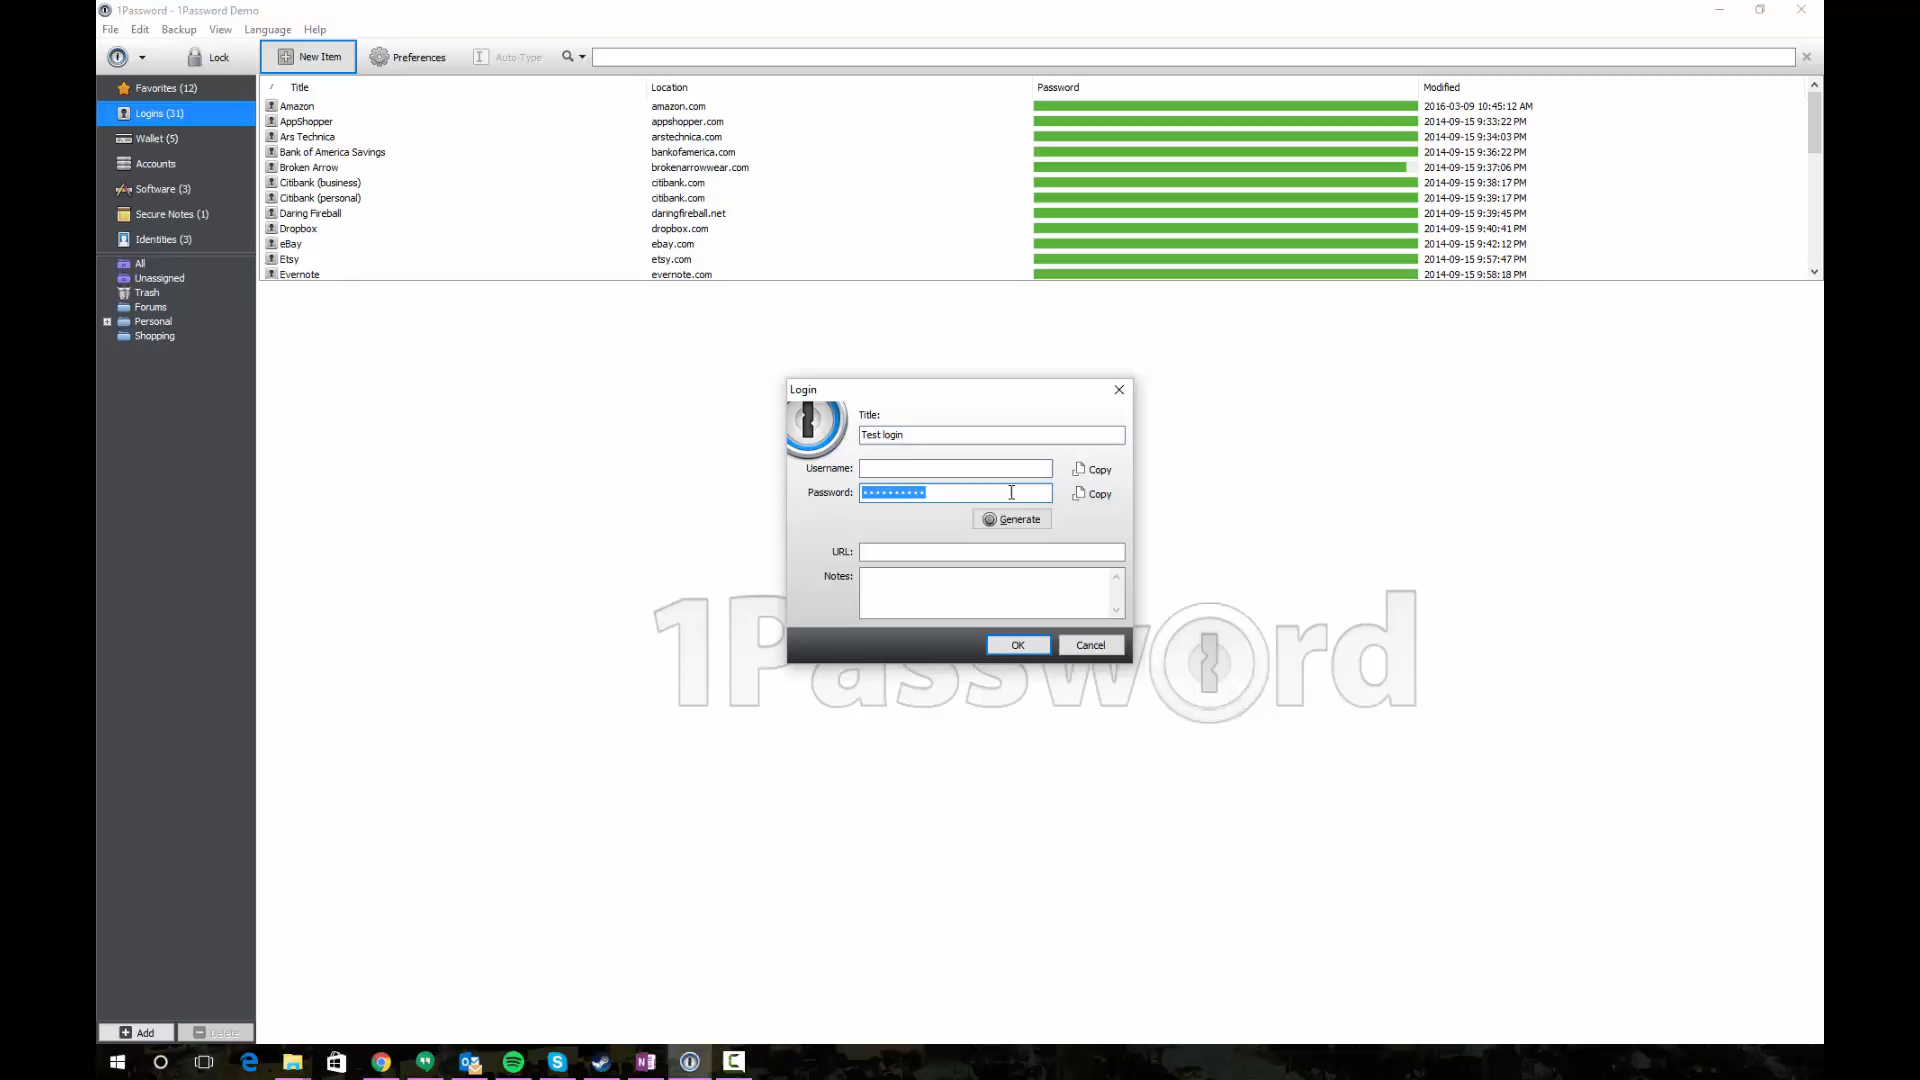 1Password - 1Password Demo
File Edit Backup View Language Help
Lock New Item Preferences Auto-Type
Favorites (12)
Logins (31)
Wallet (5)
Accounts
Software (3)
Secure Notes (1)
Identities (3)
All
Unassigned
Trash
Forums
Personal
Shopping
Title Location Password Modified
Amazon amazon.com 2016-03-09 10:45:12 AM
AppShopper appshopper.com 2014-09-15 9:33:22 PM
Ars Technica arstechnica.com 2014-09-15 9:34:03 PM
Bank of America Savings bankofamerica.com 2014-09-15 9:36:22 PM
Broken Arrow brokenarrowwear.com 2014-09-15 9:37:06 PM
Citibank (business) citibank.com 2014-09-15 9:38:17 PM
Citibank (personal) citibank.com 2014-09-15 9:39:17 PM
Daring Fireball daringfireball.net 2014-09-15 9:39:45 PM
Dropbox dropbox.com 2014-09-15 9:40:41 PM
eBay ebay.com 2014-09-15 9:42:12 PM
Etsy etsy.com 2014-09-15 9:57:47 PM
Evernote evernote.com 2014-09-15 9:58:18 PM
Login
Title:
Test login
Username: Copy
Password: •••••••••• Copy
Generate
URL:
Notes:
OK Cancel
1Password
Add Delete